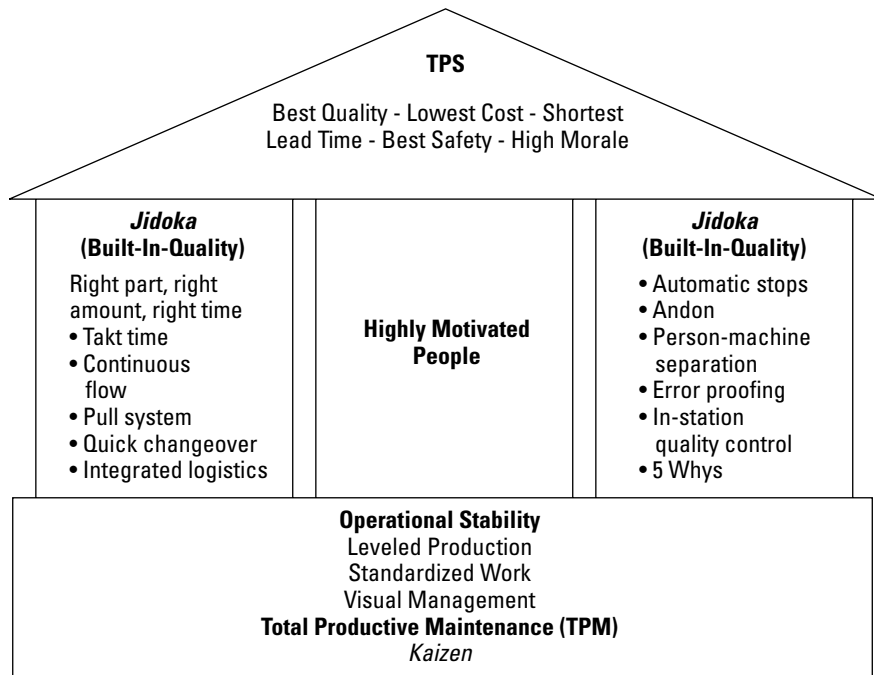 TPS
Best Quality - Lowest Cost - Shortest
Lead Time - Best Safety - High Morale
Jidoka
(Built-In-Quality)
Right part, right
amount, right time
• Takt time
• Continuous
flow
• Pull system
• Quick changeover
• Integrated logistics
Highly Motivated
People
Jidoka
(Built-In-Quality)
• Automatic stops
• Andon
• Person-machine
separation
• Error proofing
• In-station
quality control
• 5 Whys
Operational Stability
Leveled Production
Standardized Work
Visual Management
Total Productive Maintenance (TPM)
Kaizen